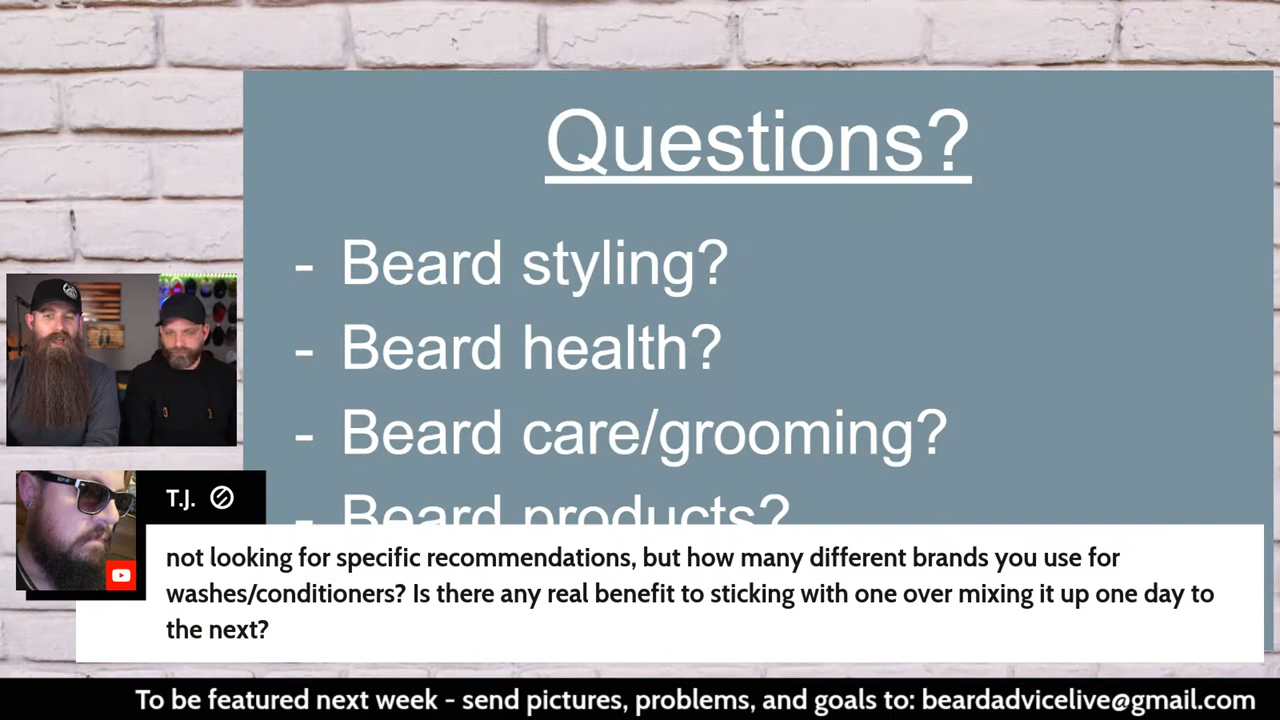 Questions?
- Beard styling?
- Beard health?
- Beard care/grooming?
- Beard products?
T.J.
not looking for specific recommendations, but how many different brands you use for
washes/conditioners? Is there any real benefit to sticking with one over mixing it up one day to
the next?
To be featured next week - send pictures, problems, and goals to: beardadvicelive@gmail.com